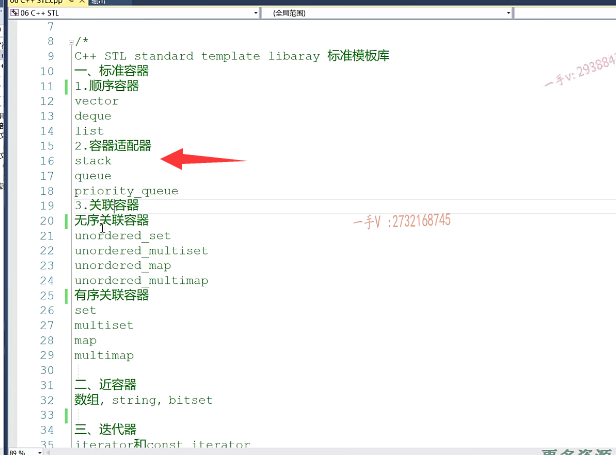 06 C++ STL.cpp
06 C++ STL
(全局范围)
7
8 /*
9 C++ STL standard template libaray 标准模板库
10 一、标准容器
11 1.顺序容器
12 vector
13 deque
14 list
15 2.容器适配器
16 stack
17 queue
18 priority_queue
19 3.关联容器
20 无序关联容器
21 unordered_set
22 unordered_multiset
23 unordered_map
24 unordered_multimap
25 有序关联容器
26 set
27 multiset
28 map
29 multimap
30
31 二、近容器
32 数组, string, bitset
33
34 三、迭代器
35 iterator和const_iterator
一手V :2732168745